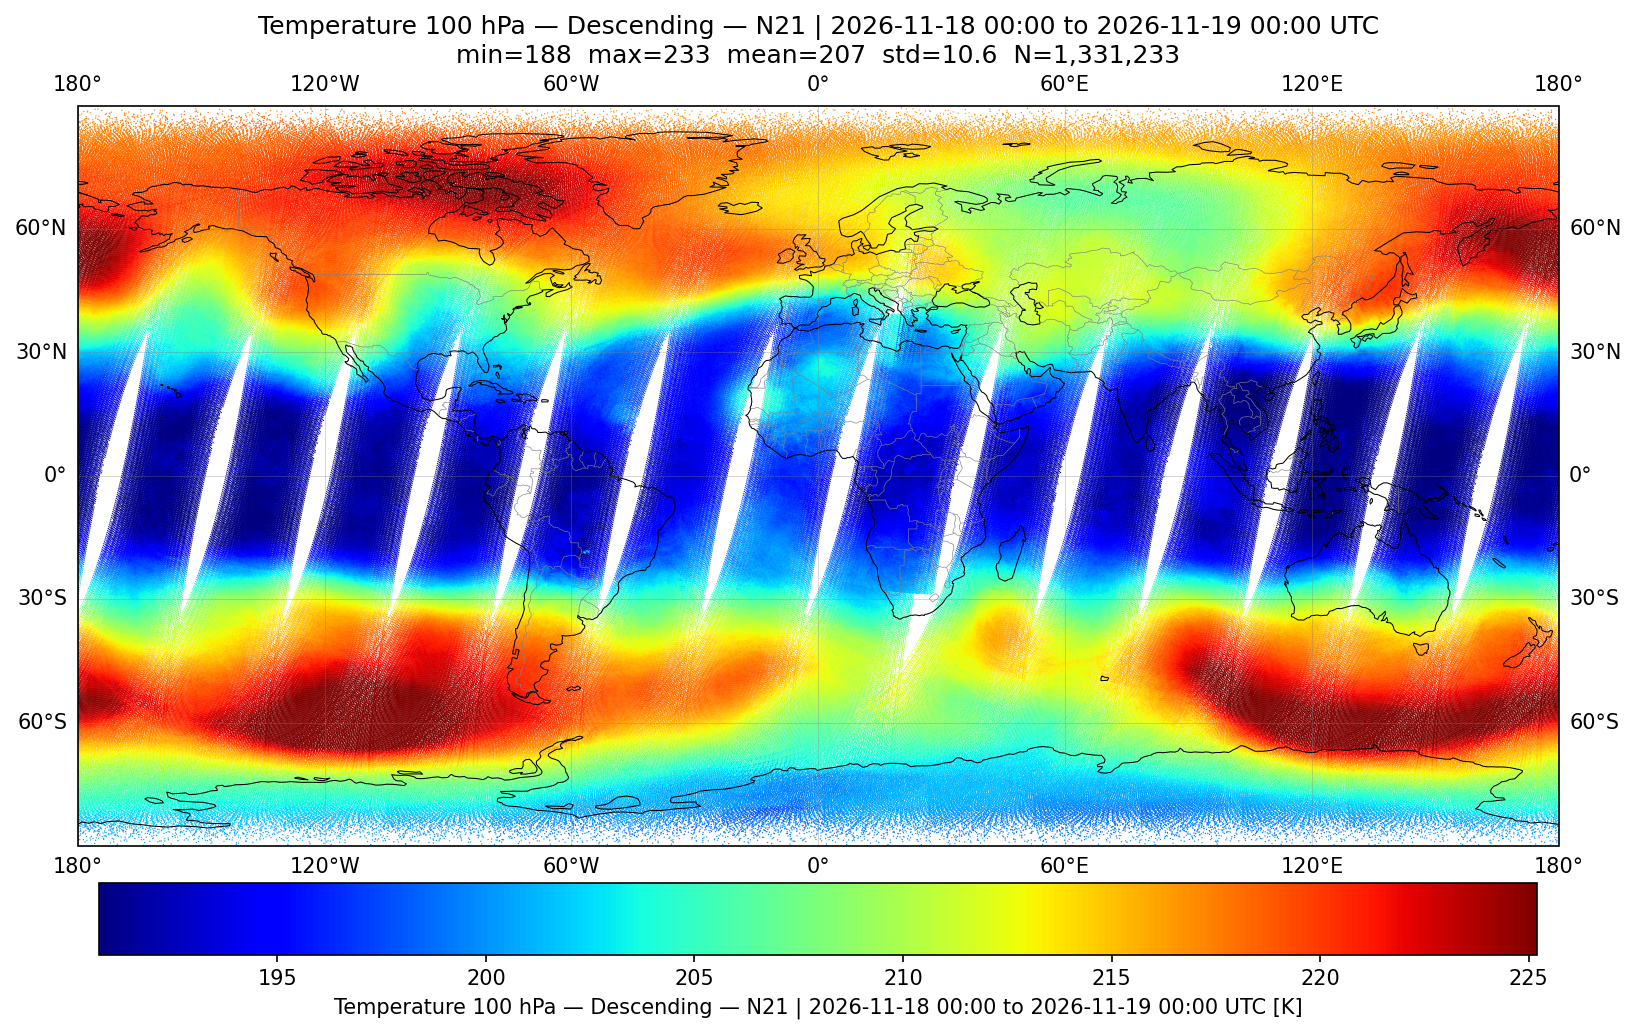 Temperature 100 hPa — Descending — N21 | 2026-11-18 00:00 to 2026-11-19 00:00 UTC
min=188 max=233 mean=207 std=10.6 N=1,331,233
180° 120°W 60°W 0° 60°E 120°E 180°
60°N 60°N
30°N 30°N
0° 0°
30°S 30°S
60°S 60°S
180° 120°W 60°W 0° 60°E 120°E 180°
195 200 205 210 215 220 225
Temperature 100 hPa — Descending — N21 | 2026-11-18 00:00 to 2026-11-19 00:00 UTC [K]